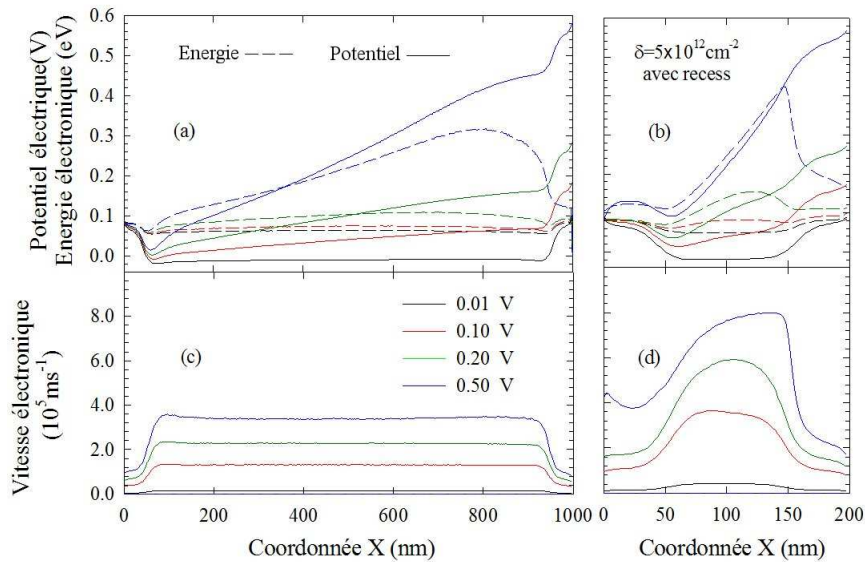 Potentiel électrique(V)
Energie électronique (eV)
0.6
0.5
0.4
0.3
0.2
0.1
0.0
Energie
Potentiel
(a)
δ=5x10¹²cm⁻²
avec recess
(b)
Vitesse électronique
(10⁵ms⁻¹)
8.0
6.0
4.0
2.0
0.0
(c)
0.01 V
0.10 V
0.20 V
0.50 V
(d)
0 200 400 600 800 1000
0 50 100 150 200
Coordonnée X (nm)
Coordonnée X (nm)